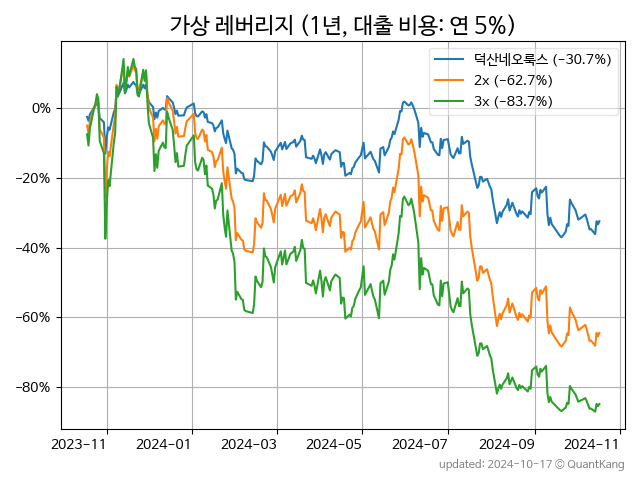 가상 레버리지 (1년, 대출 비용: 연 5%)
덕산네오룩스 (−30.7%)
2x (−62.7%)
3x (−83.7%)
0%
−20%
−40%
−60%
−80%
2023-11
2024-01
2024-03
2024-05
2024-07
2024-09
2024-11
updated: 2024-10-17 © QuantKang